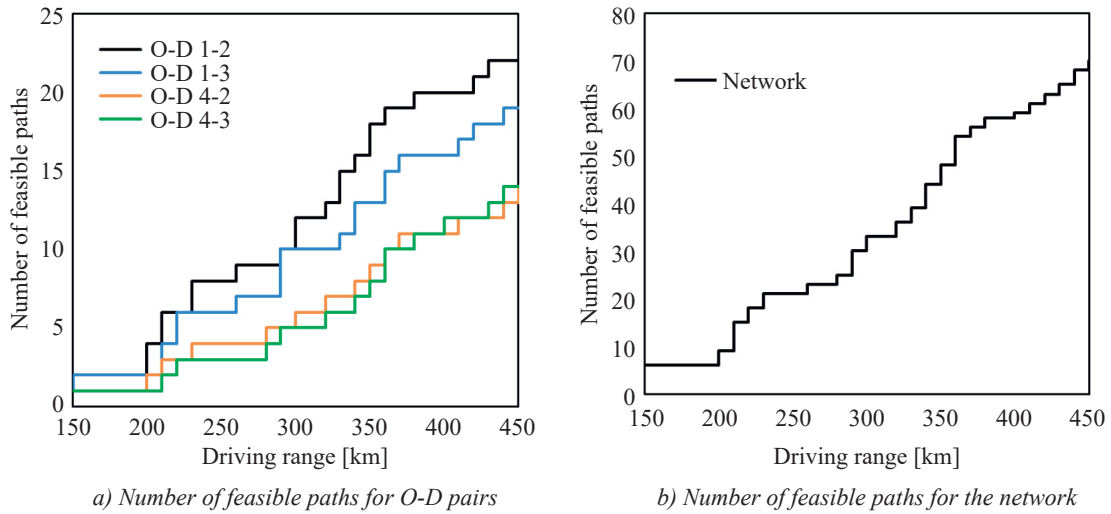 25
20
15
10
5
0
Number of feasible paths
O-D 1-2
O-D 1-3
O-D 4-2
O-D 4-3
150 200 250 300 350 400 450
Driving range [km]
a) Number of feasible paths for O-D pairs
80
70
60
50
40
30
20
10
0
Number of feasible paths
Network
150 200 250 300 350 400 450
Driving range [km]
b) Number of feasible paths for the network